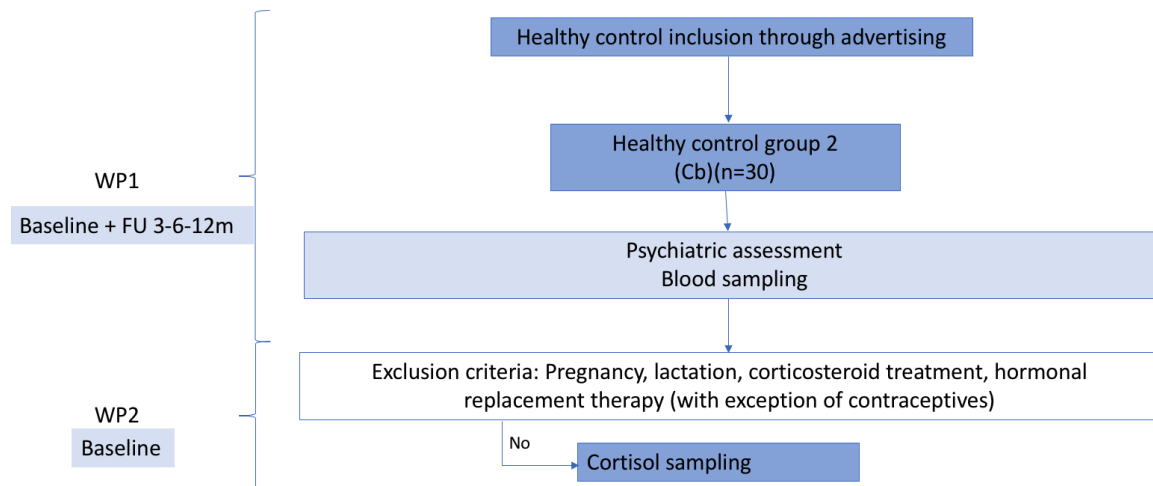 Healthy control inclusion through advertising
Healthy control group 2
(Cb)(n=30)
WP1
Baseline + FU 3-6-12m
Psychiatric assessment
Blood sampling
Exclusion criteria: Pregnancy, lactation, corticosteroid treatment, hormonal
replacement therapy (with exception of contraceptives)
WP2
Baseline
No
Cortisol sampling